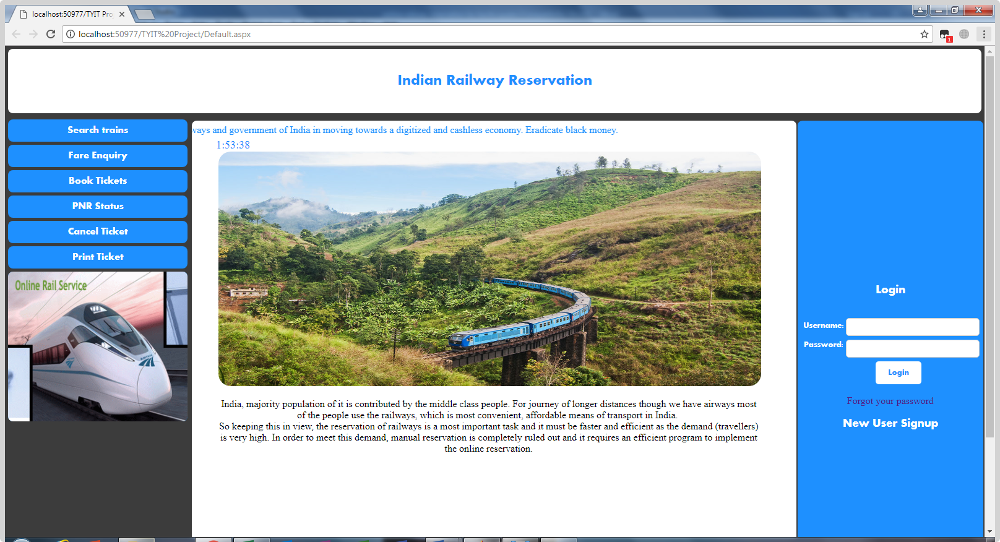 localhost:50977/TYIT Pro
localhost:50977/TYIT%20Project/Default.aspx
1
Indian Railway Reservation
Search trains
Fare Enquiry
Book Tickets
PNR Status
Cancel Ticket
Print Ticket
Online Rail Service
ways and government of India in moving towards a digitized and cashless economy. Eradicate black money.
1:53:38
India, majority population of it is contributed by the middle class people. For journey of longer distances though we have airways most
of the people use the railways, which is most convenient, affordable means of transport in India.
So keeping this in view, the reservation of railways is a most important task and it must be faster and efficient as the demand (travellers)
is very high. In order to meet this demand, manual reservation is completely ruled out and it requires an efficient program to implement
the online reservation.
Login
Username:
Password:
Login
Forgot your password
New User Signup